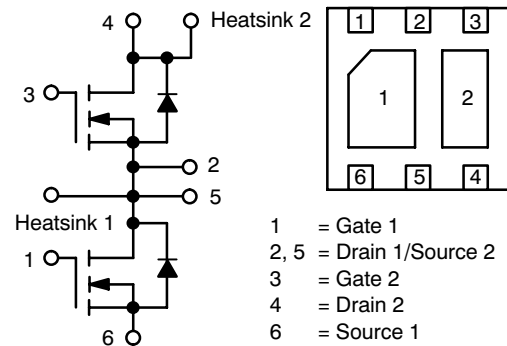 4
Heatsink 2
3
2
5
Heatsink 1
1
6
1 2 3
1 2
6 5 4
1 = Gate 1
2, 5 = Drain 1/Source 2
3 = Gate 2
4 = Drain 2
6 = Source 1